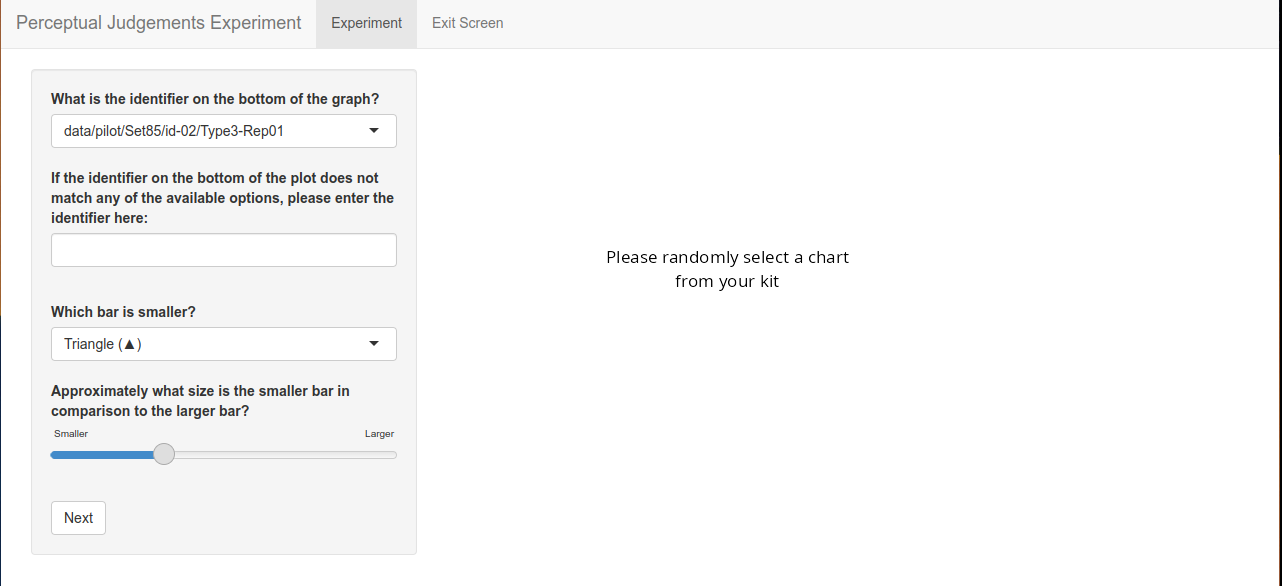 Perceptual Judgements Experiment Experiment Exit Screen
What is the identifier on the bottom of the graph?
data/pilot/Set85/id-02/Type3-Rep01
If the identifier on the bottom of the plot does not
match any of the available options, please enter the
identifier here:
Which bar is smaller?
Triangle (▲)
Approximately what size is the smaller bar in
comparison to the larger bar?
Smaller Larger
Next
Please randomly select a chart
from your kit